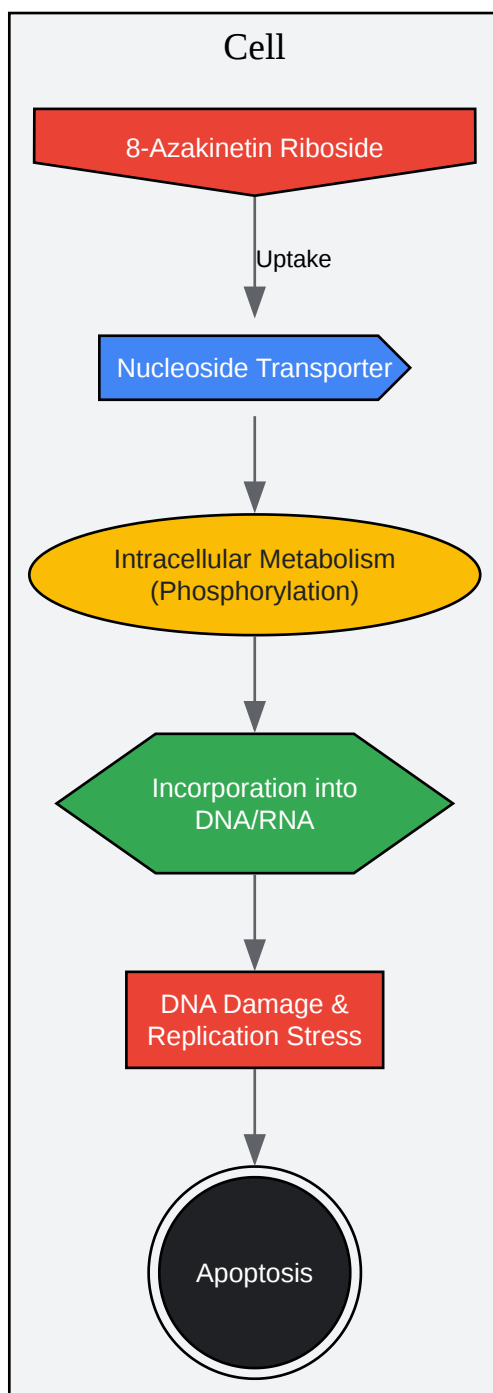 Cell
8-Azakinetin Riboside
Uptake
Nucleoside Transporter
Intracellular Metabolism
(Phosphorylation)
Incorporation into
DNA/RNA
DNA Damage &
Replication Stress
Apoptosis